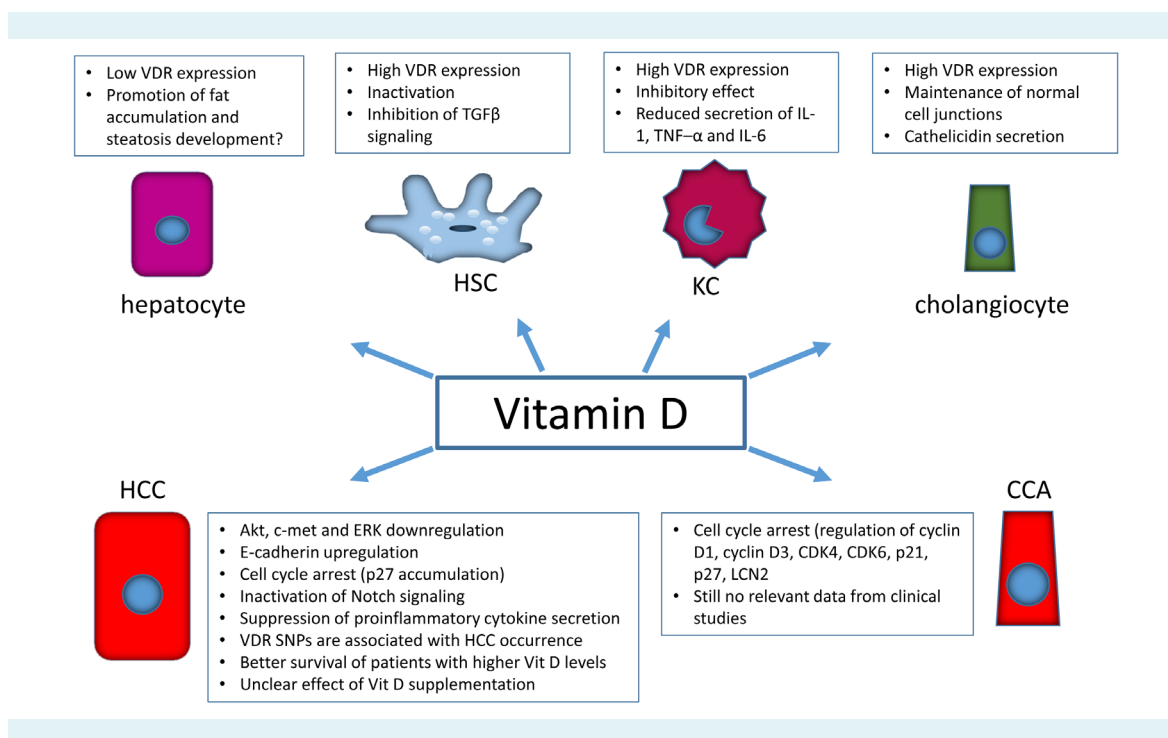 • Low VDR expression
• Promotion of fat
accumulation and
steatosis development?
• High VDR expression
• Inactivation
• Inhibition of TGFβ
signaling
• High VDR expression
• Inhibitory effect
• Reduced secretion of IL-
1, TNF–α and IL-6
• High VDR expression
• Maintenance of normal
cell junctions
• Cathelicidin secretion
hepatocyte
HSC
KC
cholangiocyte
Vitamin D
HCC
• Akt, c-met and ERK downregulation
• E-cadherin upregulation
• Cell cycle arrest (p27 accumulation)
• Inactivation of Notch signaling
• Suppression of proinflammatory cytokine secretion
• VDR SNPs are associated with HCC occurrence
• Better survival of patients with higher Vit D levels
• Unclear effect of Vit D supplementation
CCA
• Cell cycle arrest (regulation of cyclin
D1, cyclin D3, CDK4, CDK6, p21,
p27, LCN2
• Still no relevant data from clinical
studies